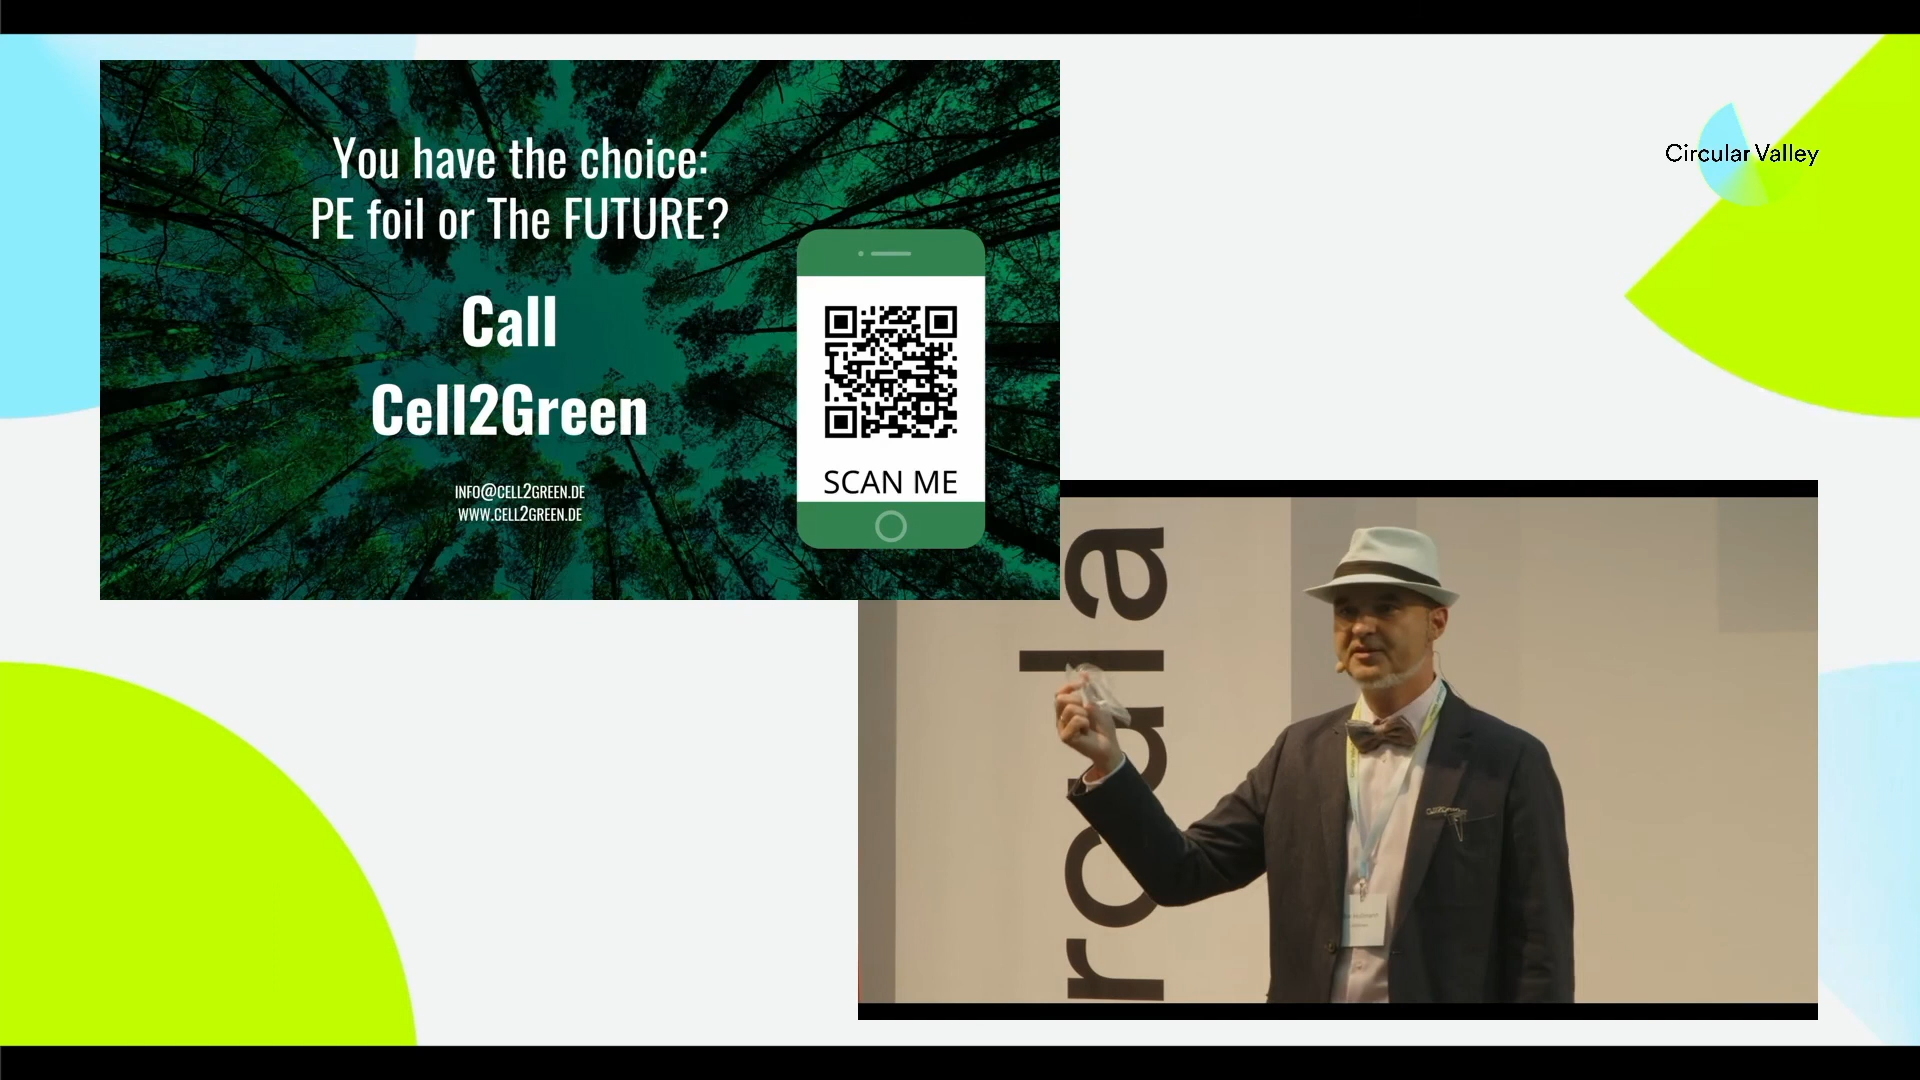 You have the choice:
PE foil or The FUTURE?
Call
Cell2Green
INFO@CELL2GREEN.DE
WWW.CELL2GREEN.DE
SCAN ME
Circular Valley
rcula